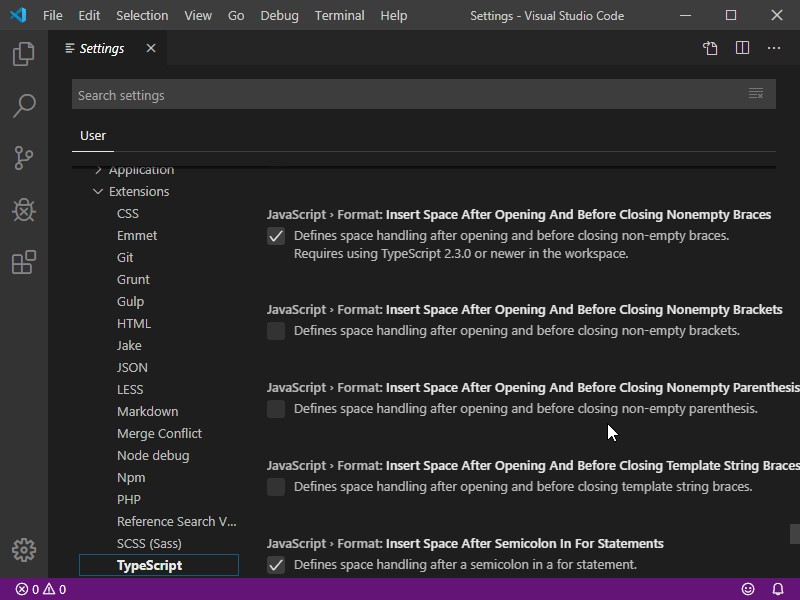 File Edit Selection View Go Debug Terminal Help Settings - Visual Studio Code
Settings
Search settings
User
Application
Extensions
CSS
Emmet
Git
Grunt
Gulp
HTML
Jake
JSON
LESS
Markdown
Merge Conflict
Node debug
Npm
PHP
Reference Search V...
SCSS (Sass)
TypeScript
JavaScript › Format: Insert Space After Opening And Before Closing Nonempty Braces
Defines space handling after opening and before closing non-empty braces.
Requires using TypeScript 2.3.0 or newer in the workspace.
JavaScript › Format: Insert Space After Opening And Before Closing Nonempty Brackets
Defines space handling after opening and before closing non-empty brackets.
JavaScript › Format: Insert Space After Opening And Before Closing Nonempty Parenthesis
Defines space handling after opening and before closing non-empty parenthesis.
JavaScript › Format: Insert Space After Opening And Before Closing Template String Braces
Defines space handling after opening and before closing template string braces.
JavaScript › Format: Insert Space After Semicolon In For Statements
Defines space handling after a semicolon in a for statement.
0 0